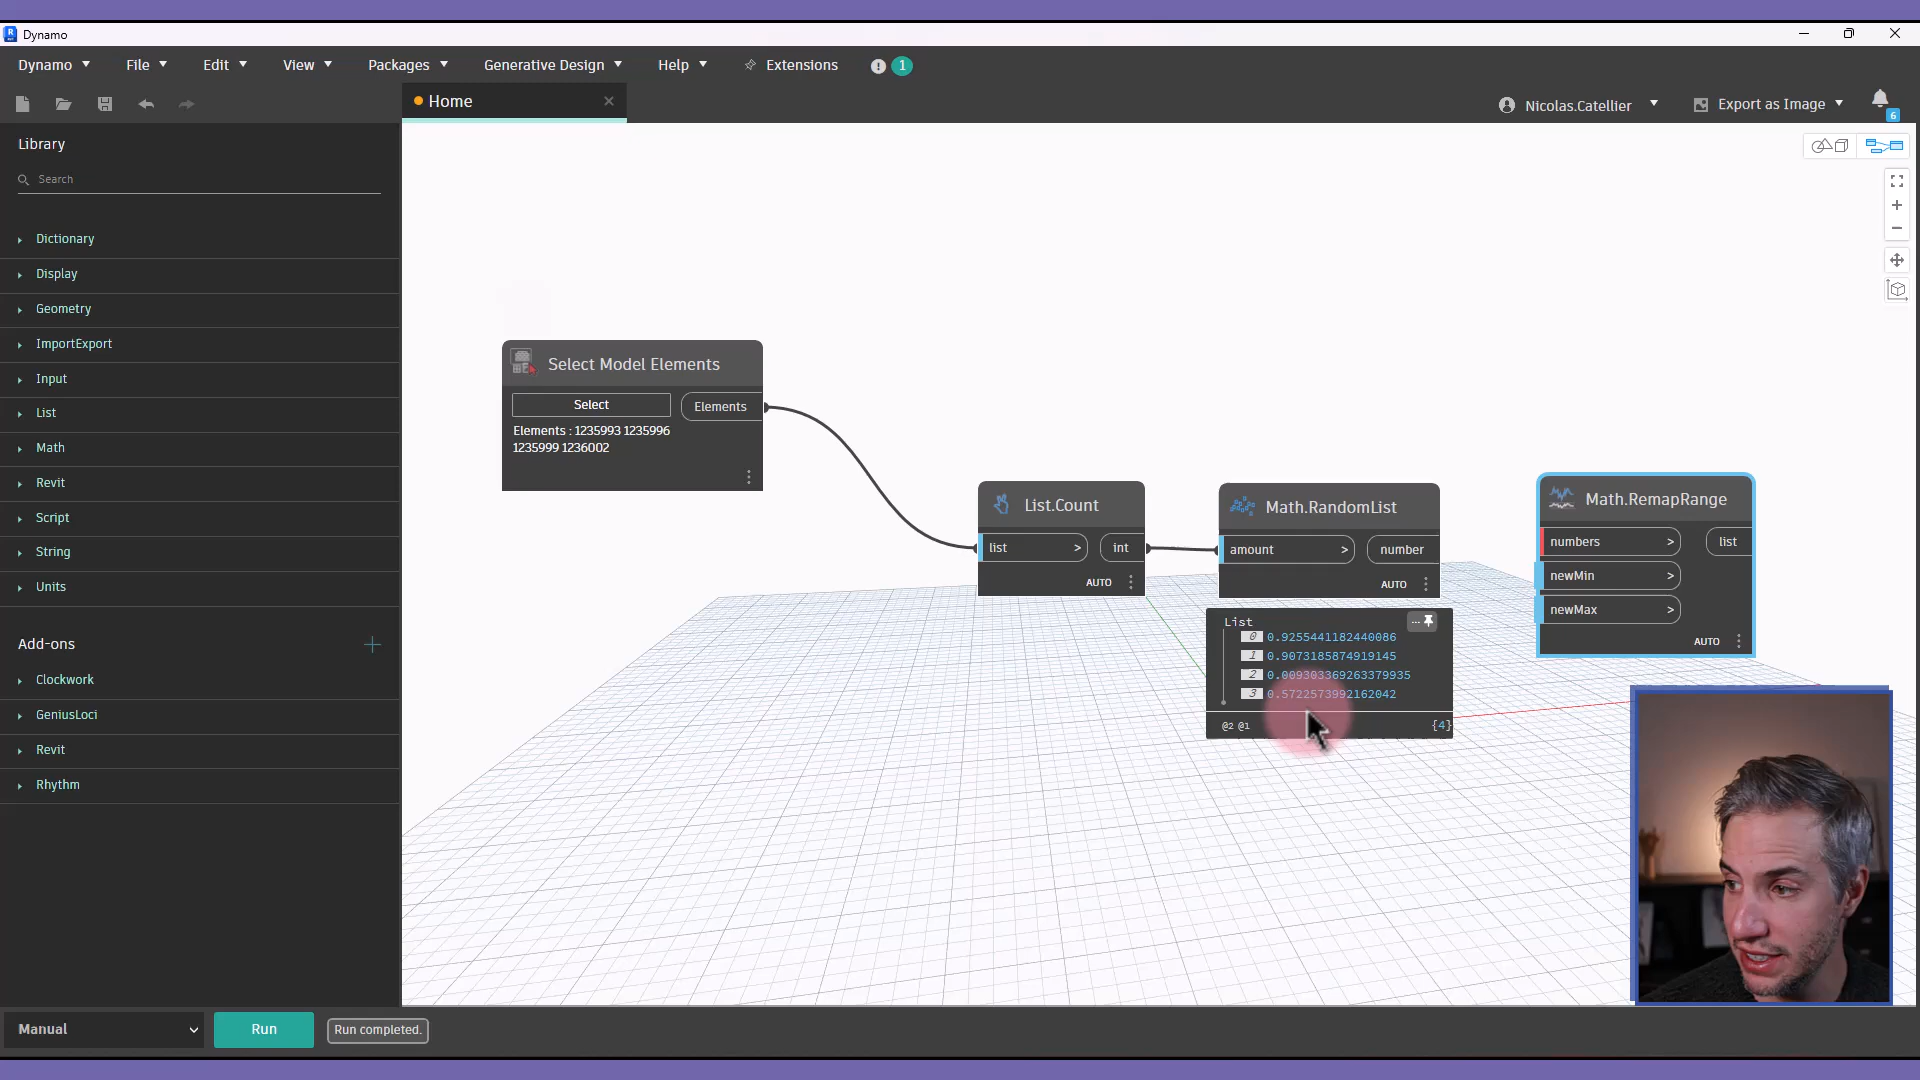 Dynamo
Dynamo File Edit View Packages Generative Design Help Extensions 1
Home
Nicolas.Catellier Export as Image 6
Library
Search
Dictionary
Display
Geometry
ImportExport
Input
List
Math
Revit
Script
String
Units
Add-ons
Clockwork
GeniusLoci
Revit
Rhythm
Select Model Elements
Select Elements
Elements : 1235993 1235996
1235999 1236002
List.Count
list > int
AUTO
Math.RandomList
amount > number
AUTO
List
0 0.9255441182440086
1 0.9073185874919145
2 0.009303369263379935
3 0.5722573992162042
@2 @1 {4}
Math.RemapRange
numbers > list
newMin >
newMax >
AUTO
Manual Run Run completed.